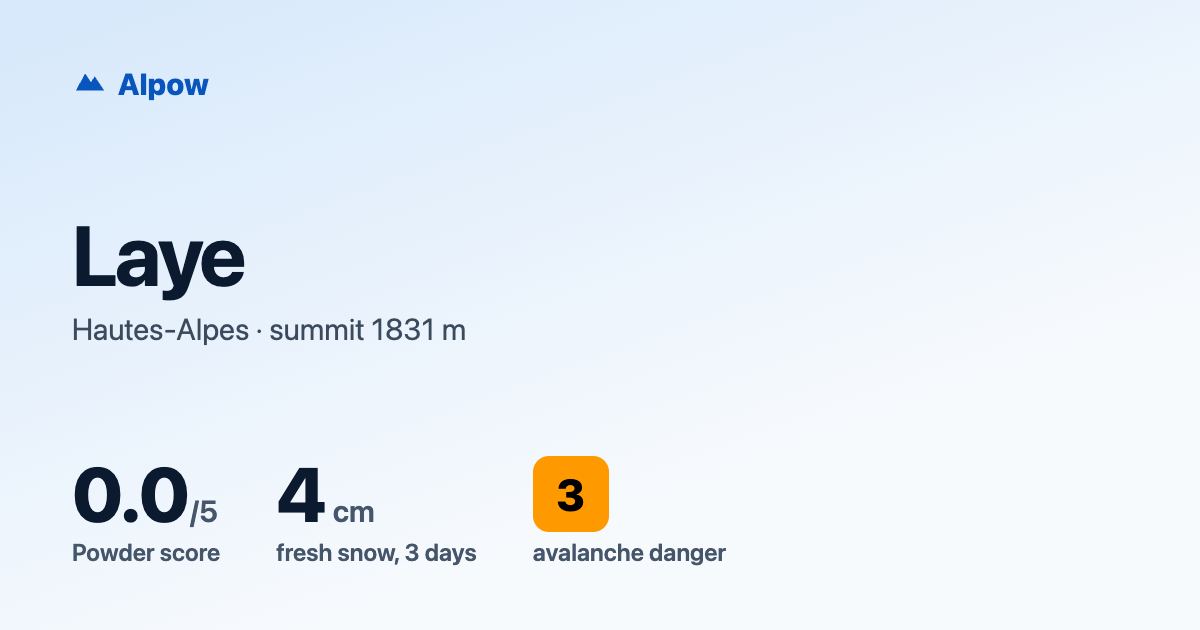 Alpow
Laye
Hautes-Alpes · summit 1831 m
0.0/5
Powder score
4 cm
fresh snow, 3 days
3
avalanche danger